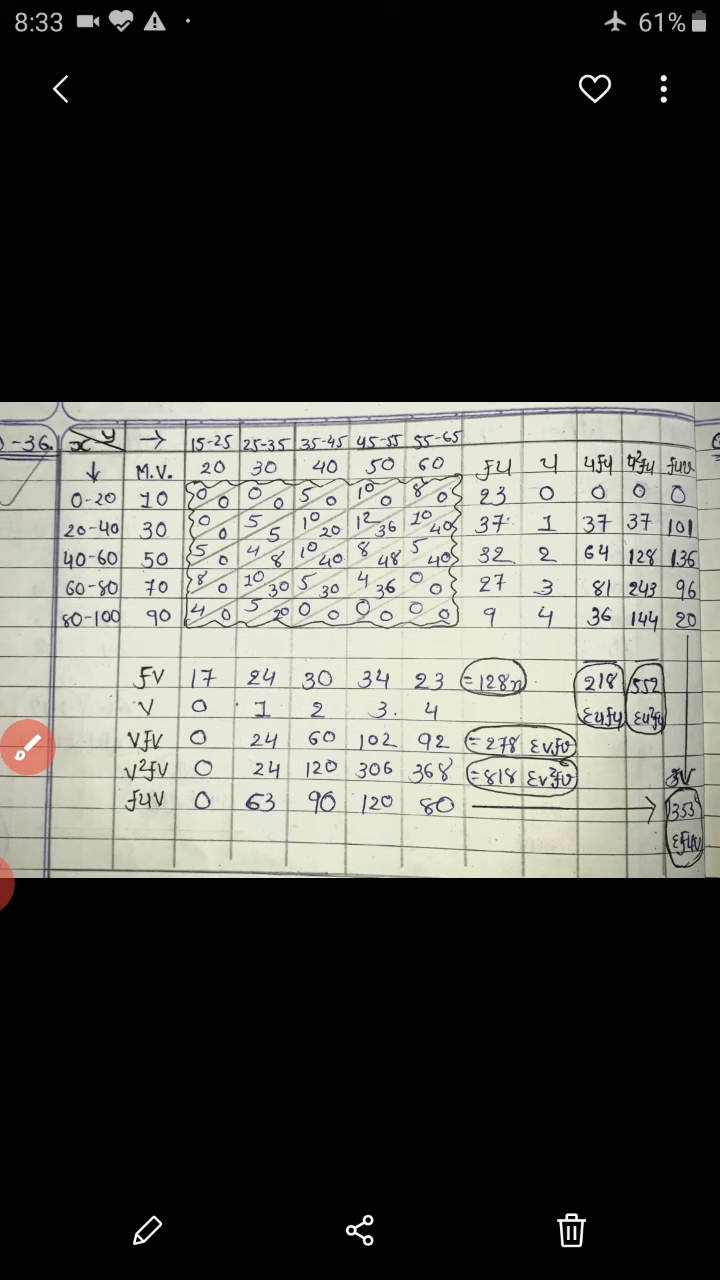 8:33 61%
-36 x y → 15-25 25-35 35-45 45-55 55-65
↓ M.V. 20 30 40 50 60 fu u ufu u²fu fuv
0-20 10 0 0 0 0 5 0 10 0 8 0 23 0 0 0 0
20-40 30 0 0 5 5 10 20 12 36 10 40 37 1 37 37 101
40-60 50 5 0 4 8 10 40 8 48 5 40 32 2 64 128 136
60-80 70 8 0 10 30 5 30 4 36 0 0 27 3 81 243 96
80-100 90 4 0 5 20 0 0 0 0 0 0 9 4 36 144 20
fv 17 24 30 34 23 =128n 218 552
v 0 1 2 3 4 Σufu Σu²fu
vfv 0 24 60 102 92 =278 Σvfv
v²fv 0 24 120 306 368 =818 Σv²fv
fuv 0 63 90 120 80 → 353
Σfuv